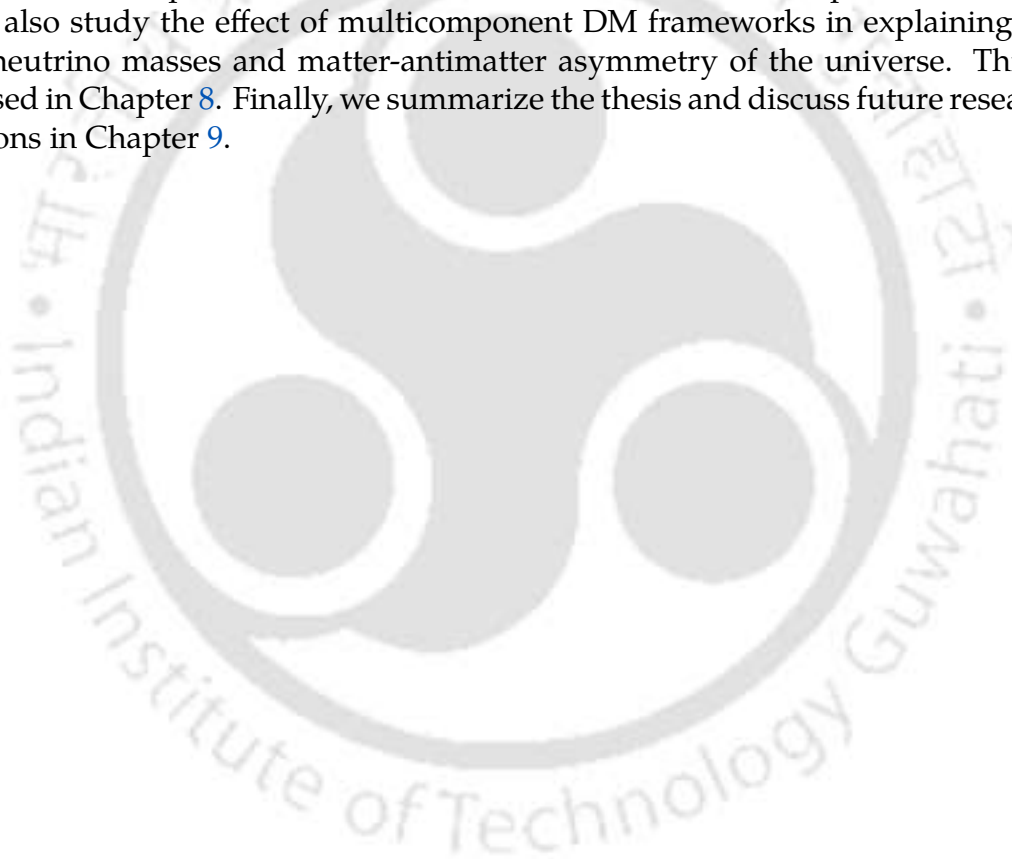 also study the effect of multicomponent DM frameworks in explaining
neutrino masses and matter-antimatter asymmetry of the universe.
sed in Chapter 8. Finally, we summarize the thesis and discuss future
ons in Chapter 9.
Indian Institute of Technology Guwahati